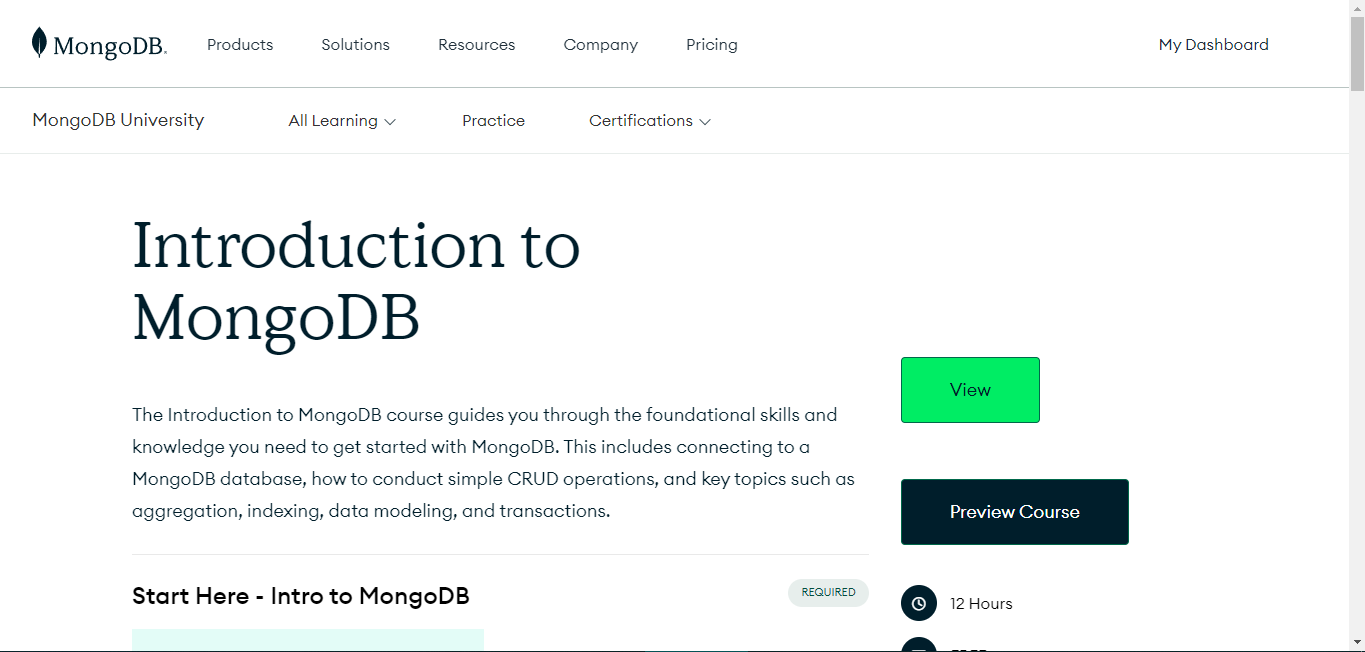 MongoDB.
Products
Solutions
Resources
Company
Pricing
My Dashboard
MongoDB University
All Learning
Practice
Certifications
Introduction to
MongoDB
The Introduction to MongoDB course guides you through the foundational skills and
knowledge you need to get started with MongoDB. This includes connecting to a
MongoDB database, how to conduct simple CRUD operations, and key topics such as
aggregation, indexing, data modeling, and transactions.
View
Preview Course
Start Here - Intro to MongoDB
REQUIRED
12 Hours